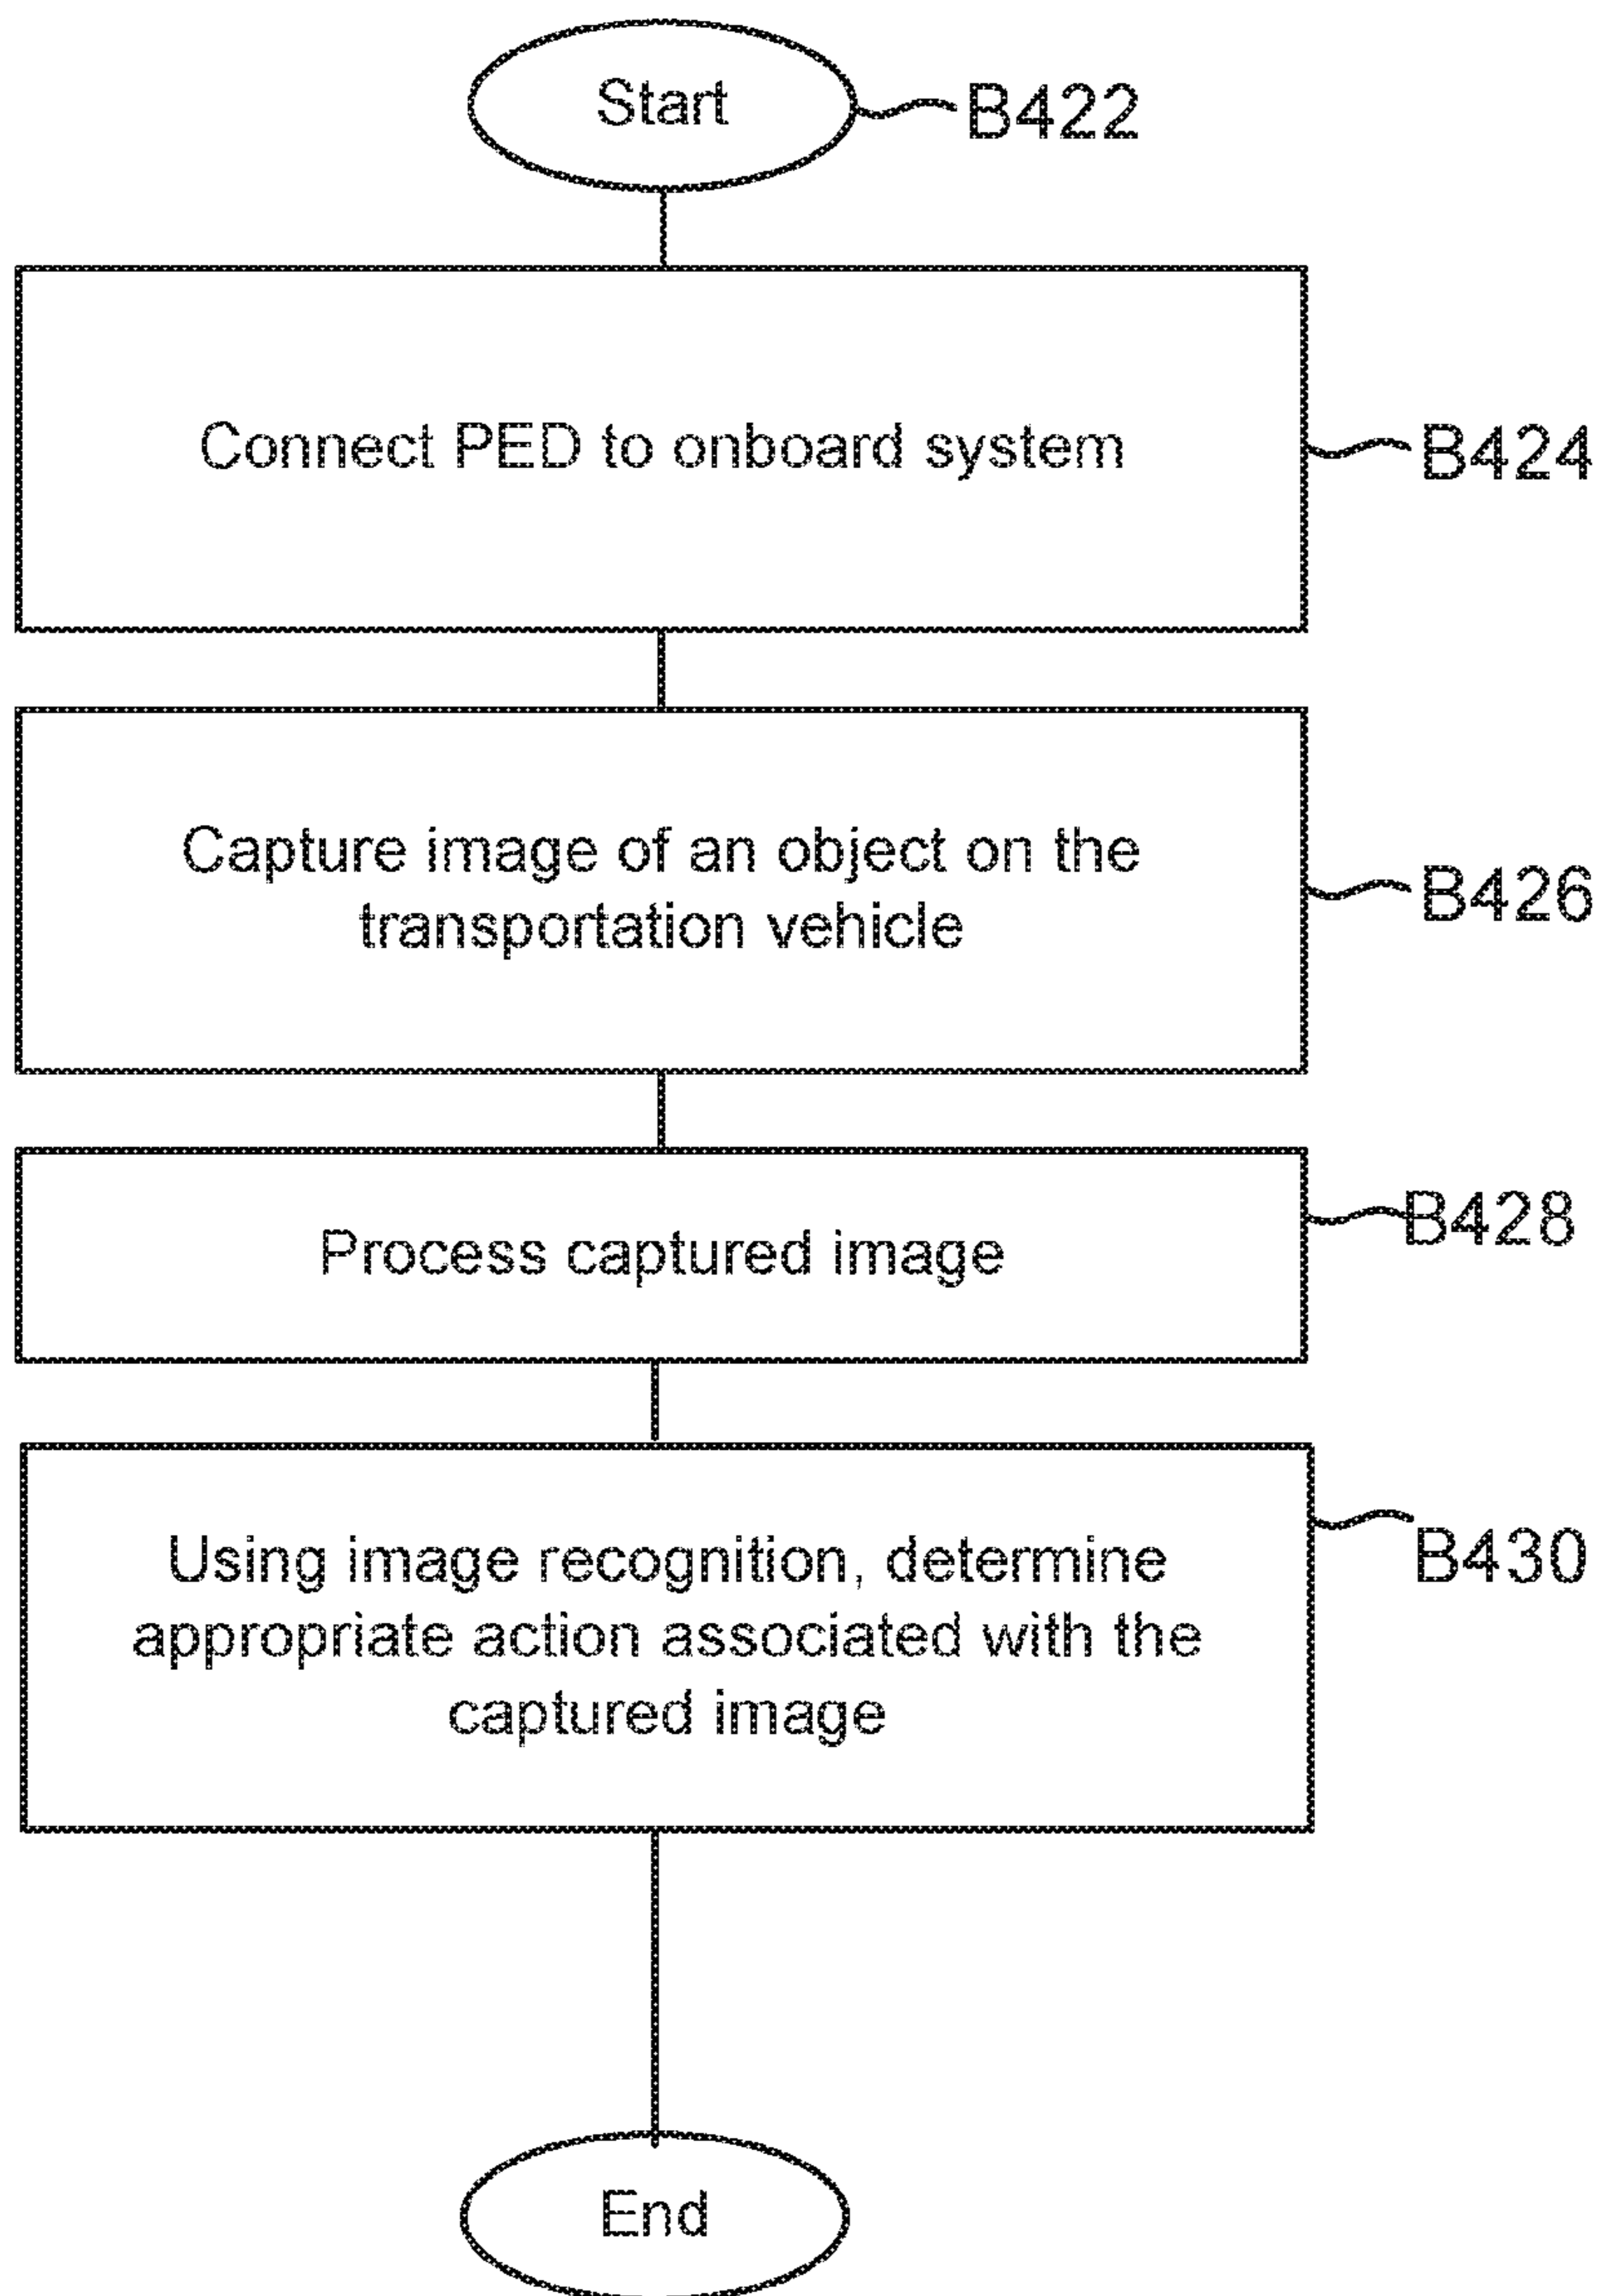 Start
B422
Connect PED to onboard system
B424
Capture image of an object on the
transportation vehicle
B426
Process captured image
B428
Using image recognition, determine
appropriate action associated with the
captured image
B430
End